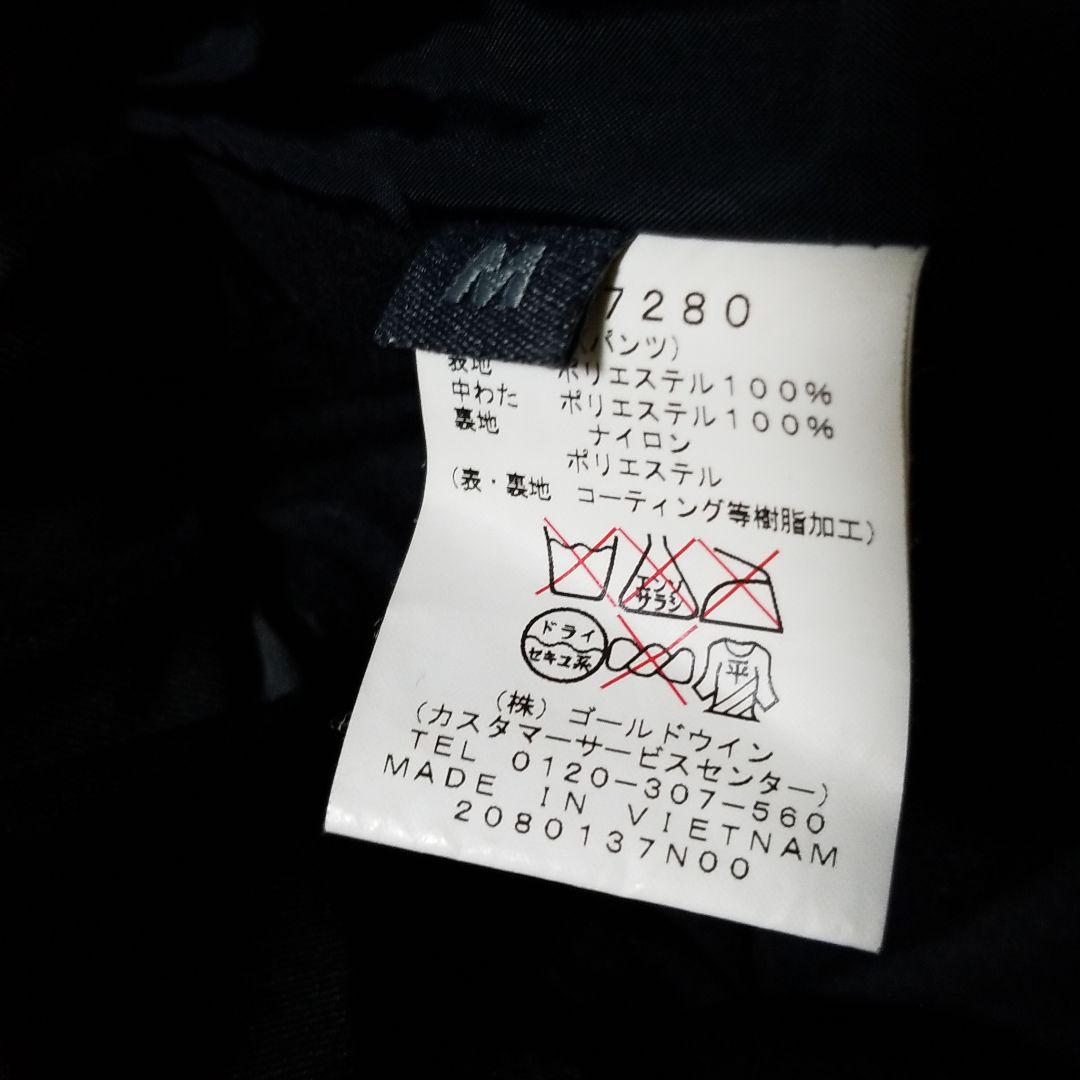 M
7280
(パンツ)
表地 ポリエステル100%
中わた ポリエステル100%
裏地 ナイロン
ポリエステル
(表・裏地 コーティング等樹脂加工)
エンソ
サラシ
ドライ
セキユ系
平
(株)ゴールドウイン
(カスタマーサービスセンター)
TEL 0120-307-560
MADE IN VIETNAM
2080137N00